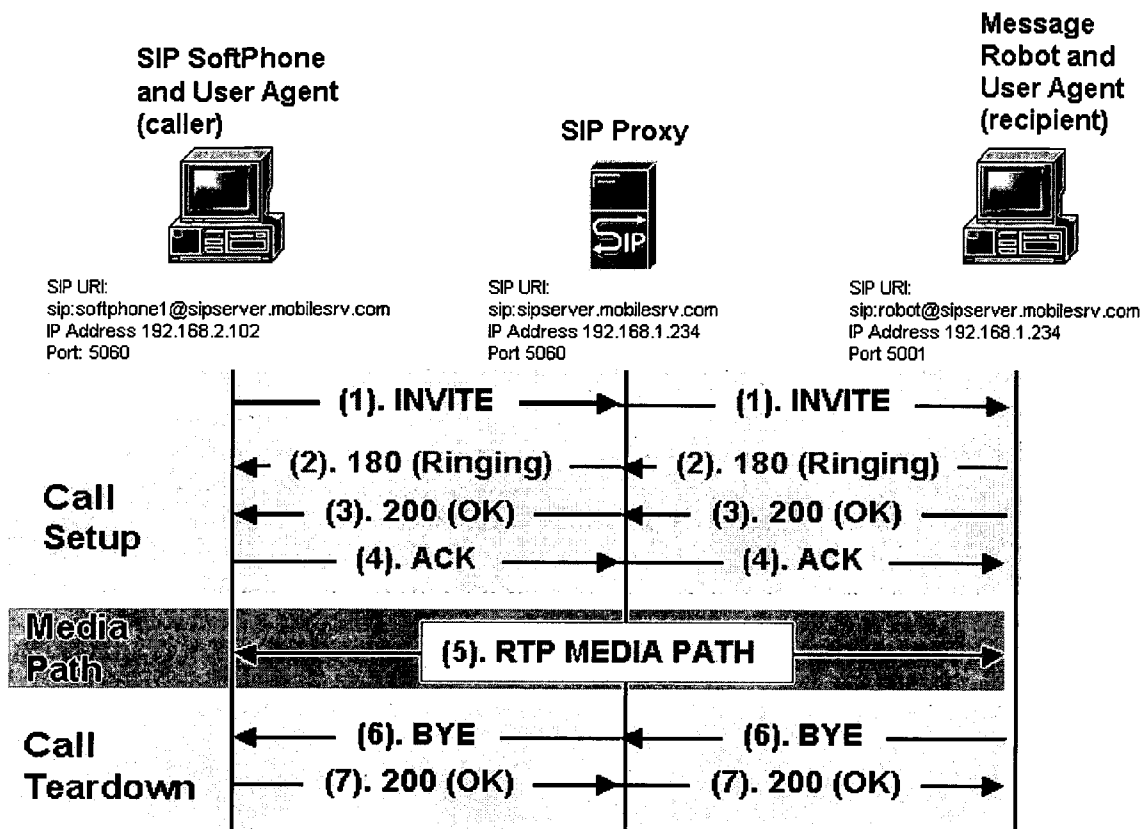 SIP SoftPhone
and User Agent
(caller)
SIP Proxy
Message
Robot and
User Agent
(recipient)
SIP
SIP URI:
sip:softphone1@sipserver.mobilesrv.com
IP Address 192.168.2.102
Port: 5060
SIP URI:
sip:sipserver.mobilesrv.com
IP Address 192.168.1.234
Port 5060
SIP URI:
sip:robot@sipserver.mobilesrv.com
IP Address 192.168.1.234
Port 5001
(1). INVITE
(1). INVITE
(2). 180 (Ringing)
(2). 180 (Ringing)
Call
Setup
(3). 200 (OK)
(3). 200 (OK)
(4). ACK
(4). ACK
Media
Path
(5). RTP MEDIA PATH
Call
Teardown
(6). BYE
(6). BYE
(7). 200 (OK)
(7). 200 (OK)